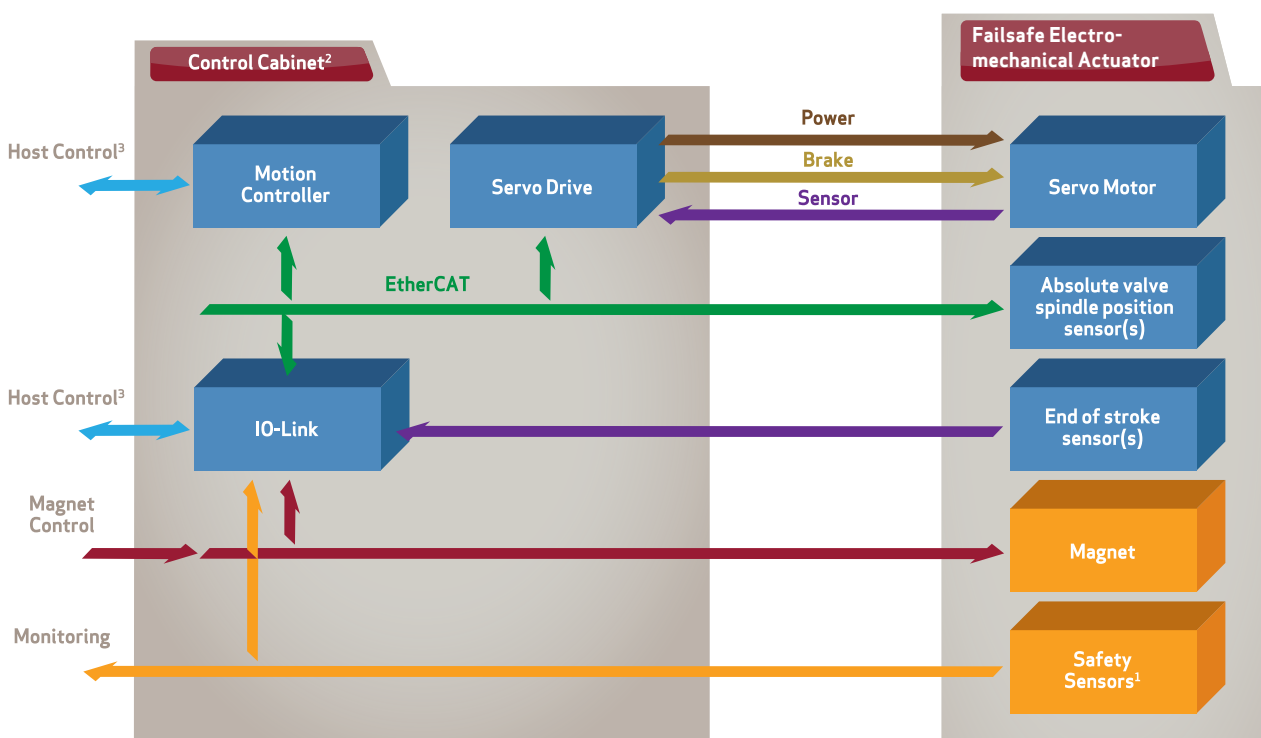 Control Cabinet²
Failsafe Electro-
mechanical Actuator
Host Control³
Motion
Controller
Servo Drive
Power
Brake
Sensor
Servo Motor
EtherCAT
Absolute valve
spindle position
sensor(s)
Host Control³
IO-Link
End of stroke
sensor(s)
Magnet
Control
Magnet
Monitoring
Safety
Sensors¹